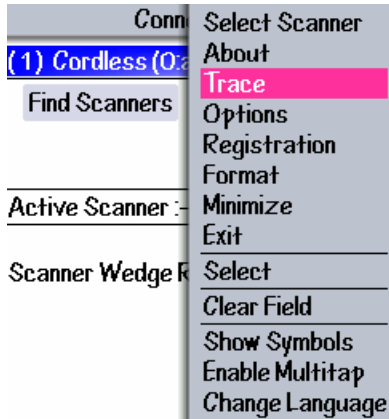 Conn
(1) Cordless (0:a
Find Scanners
Active Scanner :-
Scanner Wedge R
Select Scanner
About
Trace
Options
Registration
Format
Minimize
Exit
Select
Clear Field
Show Symbols
Enable Multitap
Change Language